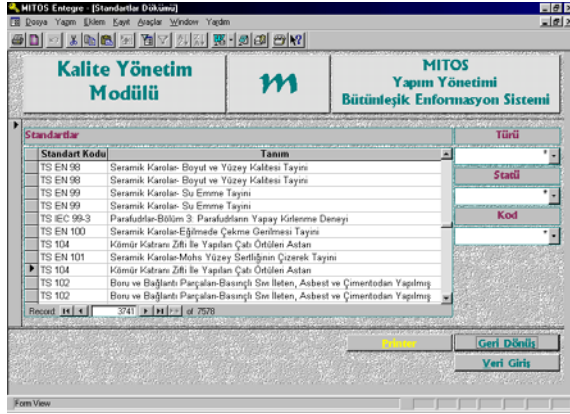 MITOS Entegre - [Standartlar Dökümü]
Dosya Yapım Eklem Kayıt Araçlar Window Yardım
Kalite Yönetim
Modülü
m
MITOS
Yapım Yönetimi
Bütünleşik Enformasyon Sistemi
Standartlar
Standart Kodu Tanım
TS EN 98 Seramik Karolar- Boyut ve Yüzey Kalitesi Tayini
TS EN 98 Seramik Karolar- Boyut ve Yüzey Kalitesi Tayini
TS EN 99 Seramik Karolar- Su Emme Tayini
TS EN 99 Seramik Karolar- Su Emme Tayini
TS IEC 99-3 Parafudrlar-Bölüm 3: Parafudrların Yapay Kirlenme Deneyi
TS EN 100 Seramik Karolar-Eğilmede Çekme Gerilmesi Tayini
TS 104 Kömür Katranı Zifti İle Yapılan Çatı Örtüleri Astarı
TS EN 101 Seramik Karolar-Mohs Yüzey Sertliğinin Çizerek Tayini
TS 104 Kömür Katranı Zifti İle Yapılan Çatı Örtüleri Astarı
TS 102 Boru ve Bağlantı Parçaları-Basınçlı Sıvı İleten, Asbest ve Çimentodan Yapılmış
TS 102 Boru ve Bağlantı Parçaları-Basınçlı Sıvı İleten, Asbest ve Çimentodan Yapılmış
Record: 3741 of 7578
Türü
*
Statü
*
Kod
*
Printer
Geri Dönüş
Veri Giriş
Form View